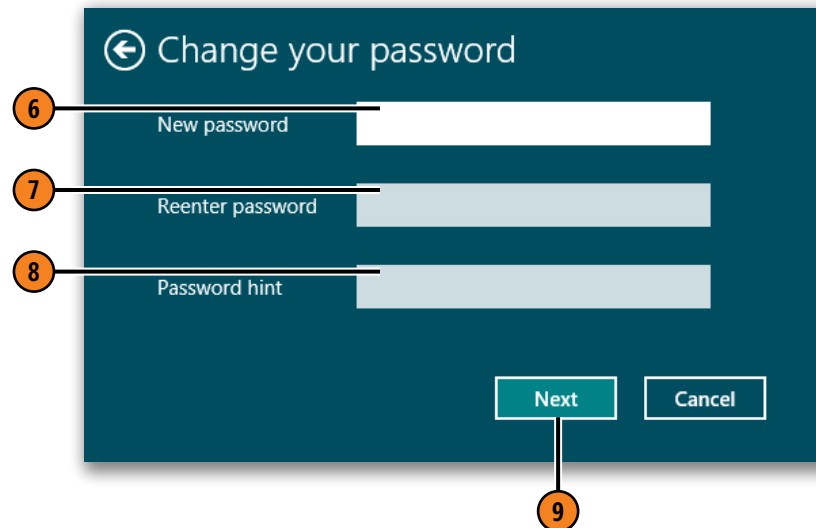 Change your password
6
New password
7
Reenter password
8
Password hint
Next Cancel
9